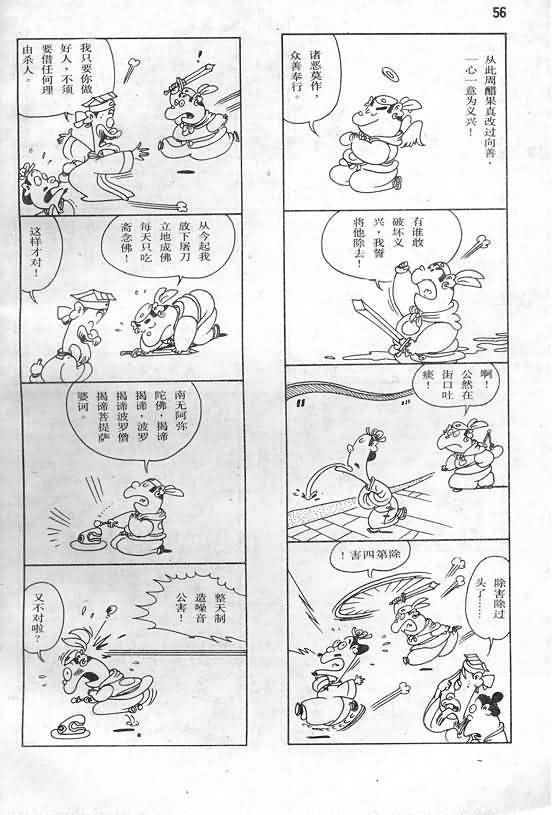 56
从此周醋果真改过向善，
一心一意为义兴！
诸恶莫作，
众善奉行。
有谁敢
破坏义
兴，我誓
将他除去！
啊！
公然在
街口吐
痰！
除第四害！
除害除过
头了……
我只要你做
好人，不须
要借任何理
由杀人。
从今起我
放下屠刀
立地成佛
每天只吃
斋念佛！
这样才对！
南无阿弥
陀佛，揭谛
揭谛，波罗
揭谛波罗僧
揭谛菩提萨
婆诃。
整天制
造噪音
公害！
又不对啦？